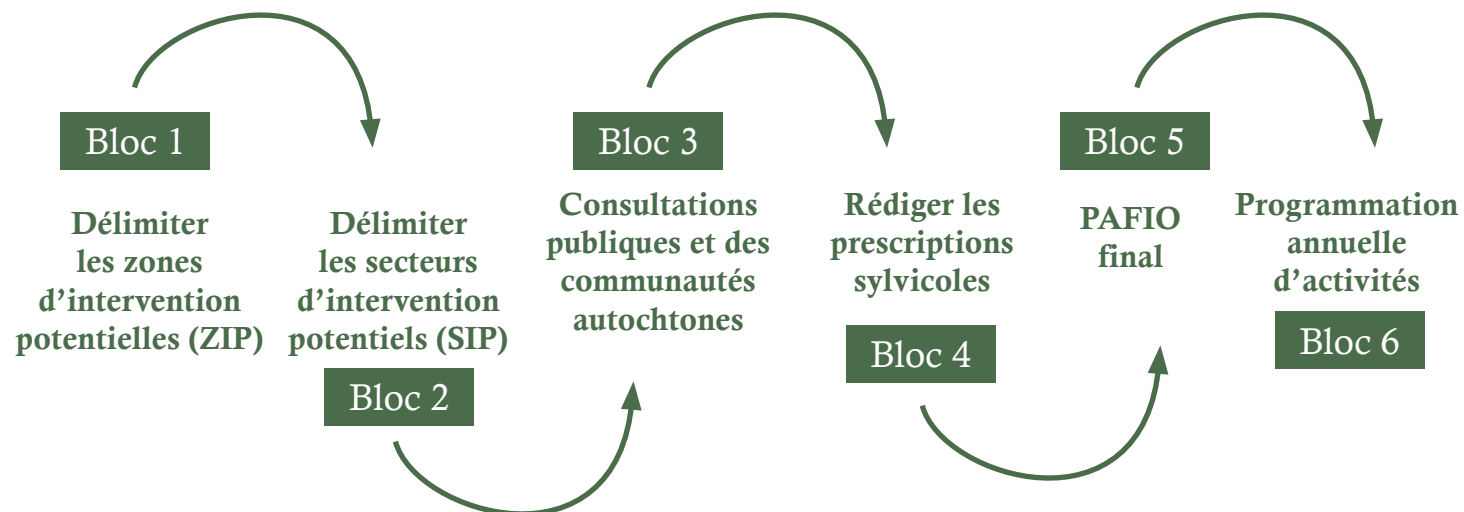 Bloc 1
Délimiter
les zones
d’intervention
potentielles (ZIP)
Délimiter
les secteurs
d’intervention
potentiels (SIP)
Bloc 2
Bloc 3
Consultations
publiques et des
communautés
autochtones
Rédiger les
prescriptions
sylvicoles
Bloc 4
Bloc 5
PAFIO
final
Programmation
annuelle
d’activités
Bloc 6